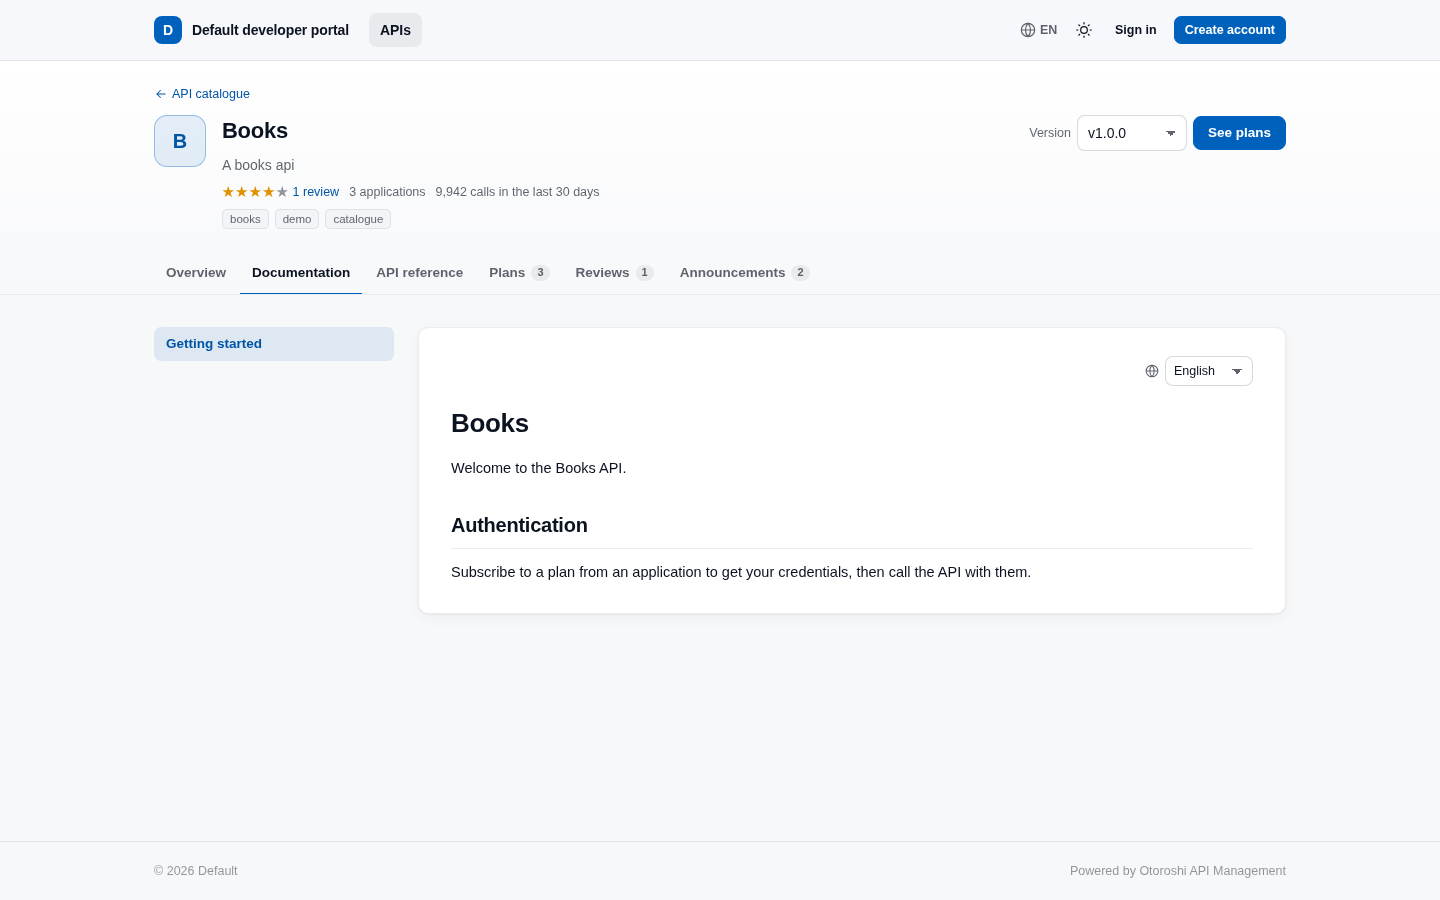 D Default developer portal APIs EN Sign in Create account
API catalogue
B Books Version v1.0.0 See plans
A books api
★★★★★ 1 review 3 applications 9,942 calls in the last 30 days
books demo catalogue
Overview Documentation API reference Plans 3 Reviews 1 Announcements 2
Getting started
English
Books
Welcome to the Books API.
Authentication
Subscribe to a plan from an application to get your credentials, then call the API with them.
© 2026 Default Powered by Otoroshi API Management